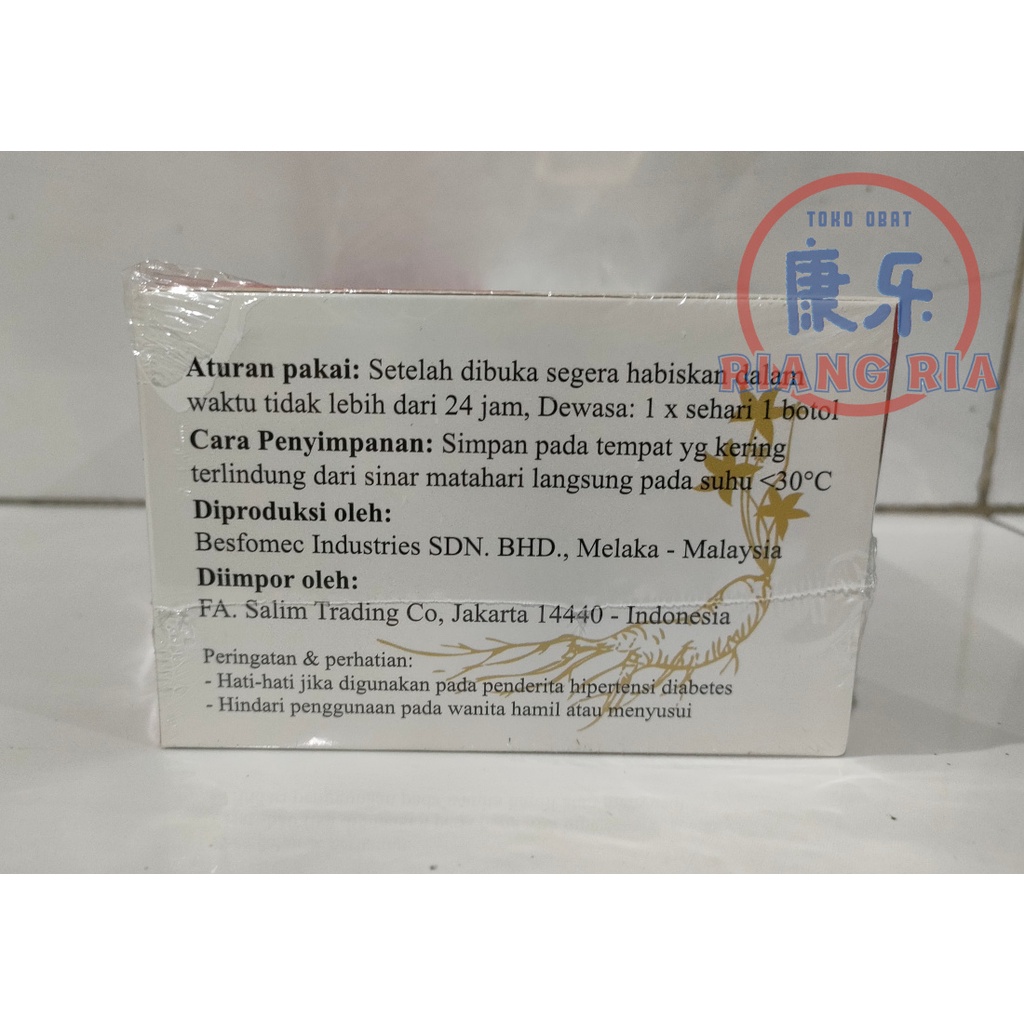 TOKO OBAT
康乐
RIANG RIA
Aturan pakai: Setelah dibuka segera habiskan dalam
waktu tidak lebih dari 24 jam, Dewasa: 1 x sehari 1 botol
Cara Penyimpanan: Simpan pada tempat yg kering
terlindung dari sinar matahari langsung pada suhu <30°C
Diproduksi oleh:
Besfomec Industries SDN. BHD., Melaka - Malaysia
Diimpor oleh:
FA. Salim Trading Co, Jakarta 14440 - Indonesia
Peringatan & perhatian:
- Hati-hati jika digunakan pada penderita hipertensi diabetes
- Hindari penggunaan pada wanita hamil atau menyusui